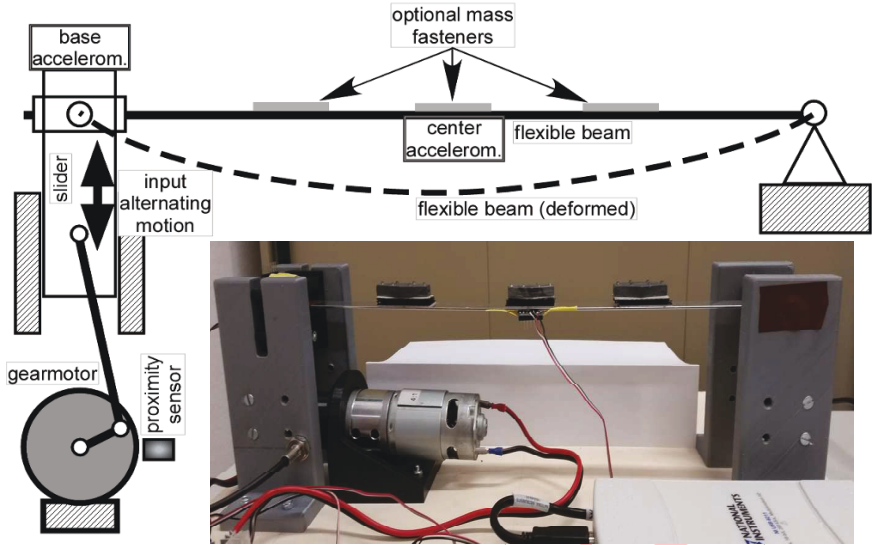 optional mass
fasteners
base
accelerom.
center
accelerom.
flexible beam
slider
input
alternating
motion
flexible beam (deformed)
gearmotor
proximity
sensor
NATIONAL
INSTRUMENTS